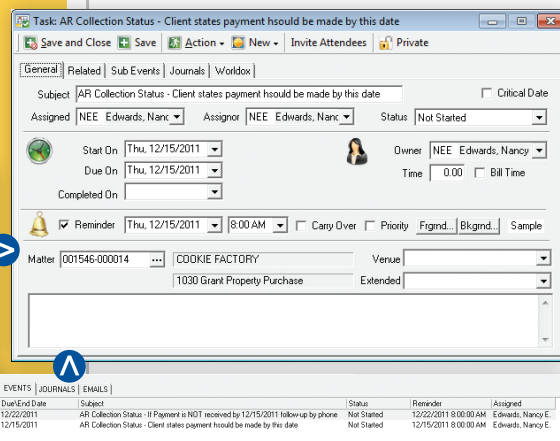 Task: AR Collection Status - Client states payment hsould be made by this date
Save and Close Save Action New Invite Attendees Private
General Related Sub Events Journals Worldox
Subject AR Collection Status - Client states payment hsould be made by this date Critical Date
Assigned NEE Edwards, Nanc Assignor NEE Edwards, Nanc Status Not Started
Start On Thu, 12/15/2011 Owner NEE Edwards, Nancy
Due On Thu, 12/15/2011 Time 0.00 Bill Time
Completed On
Reminder Thu, 12/15/2011 8:00 AM Carry Over Priority Frgrnd... Bkgrnd... Sample
Matter 001546-000014 ... COOKIE FACTORY Venue
1030 Grant Property Purchase Extended
EVENTS JOURNALS EMAILS
Due\End Date Subject Status Reminder Assigned
12/22/2011 AR Collection Status - If Payment is NOT received by 12/15/2011 follow-up by phone Not Started 12/22/2011 8:00:00 AM Edwards, Nancy E.
12/15/2011 AR Collection Status - Client states payment hsould be made by this date Not Started 12/15/2011 8:00:00 AM Edwards, Nancy E.